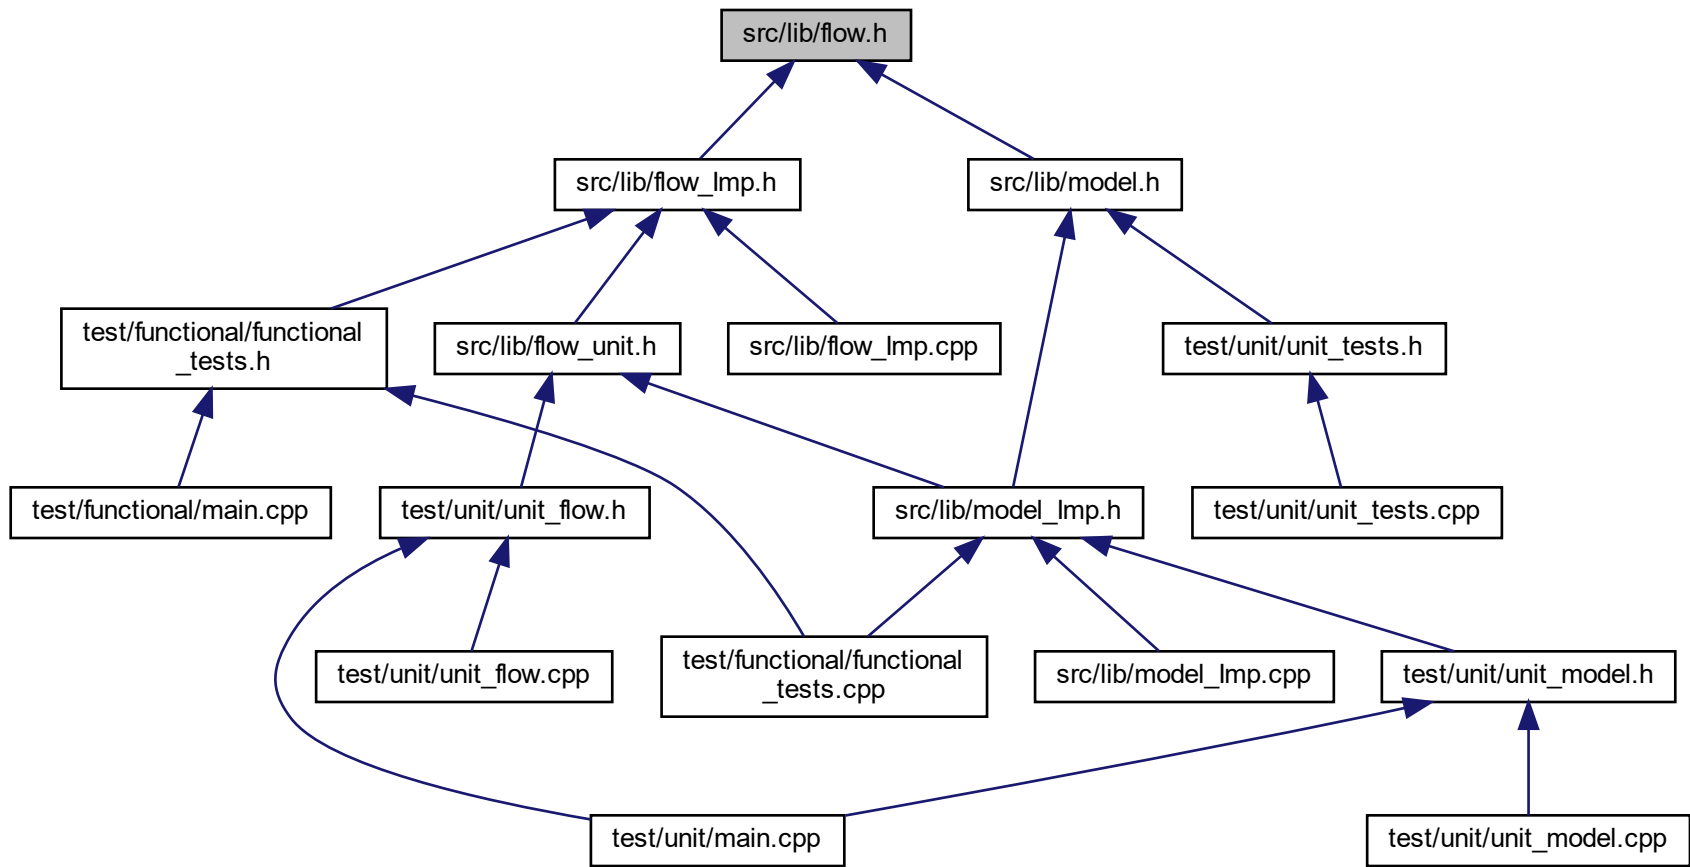 src/lib/flow.h
src/lib/flow_Imp.h
src/lib/model.h
test/functional/functional
_tests.h
src/lib/flow_unit.h
src/lib/flow_Imp.cpp
test/unit/unit_tests.h
test/functional/main.cpp
test/unit/unit_flow.h
src/lib/model_Imp.h
test/unit/unit_tests.cpp
test/unit/unit_flow.cpp
test/functional/functional
_tests.cpp
src/lib/model_Imp.cpp
test/unit/unit_model.h
test/unit/main.cpp
test/unit/unit_model.cpp